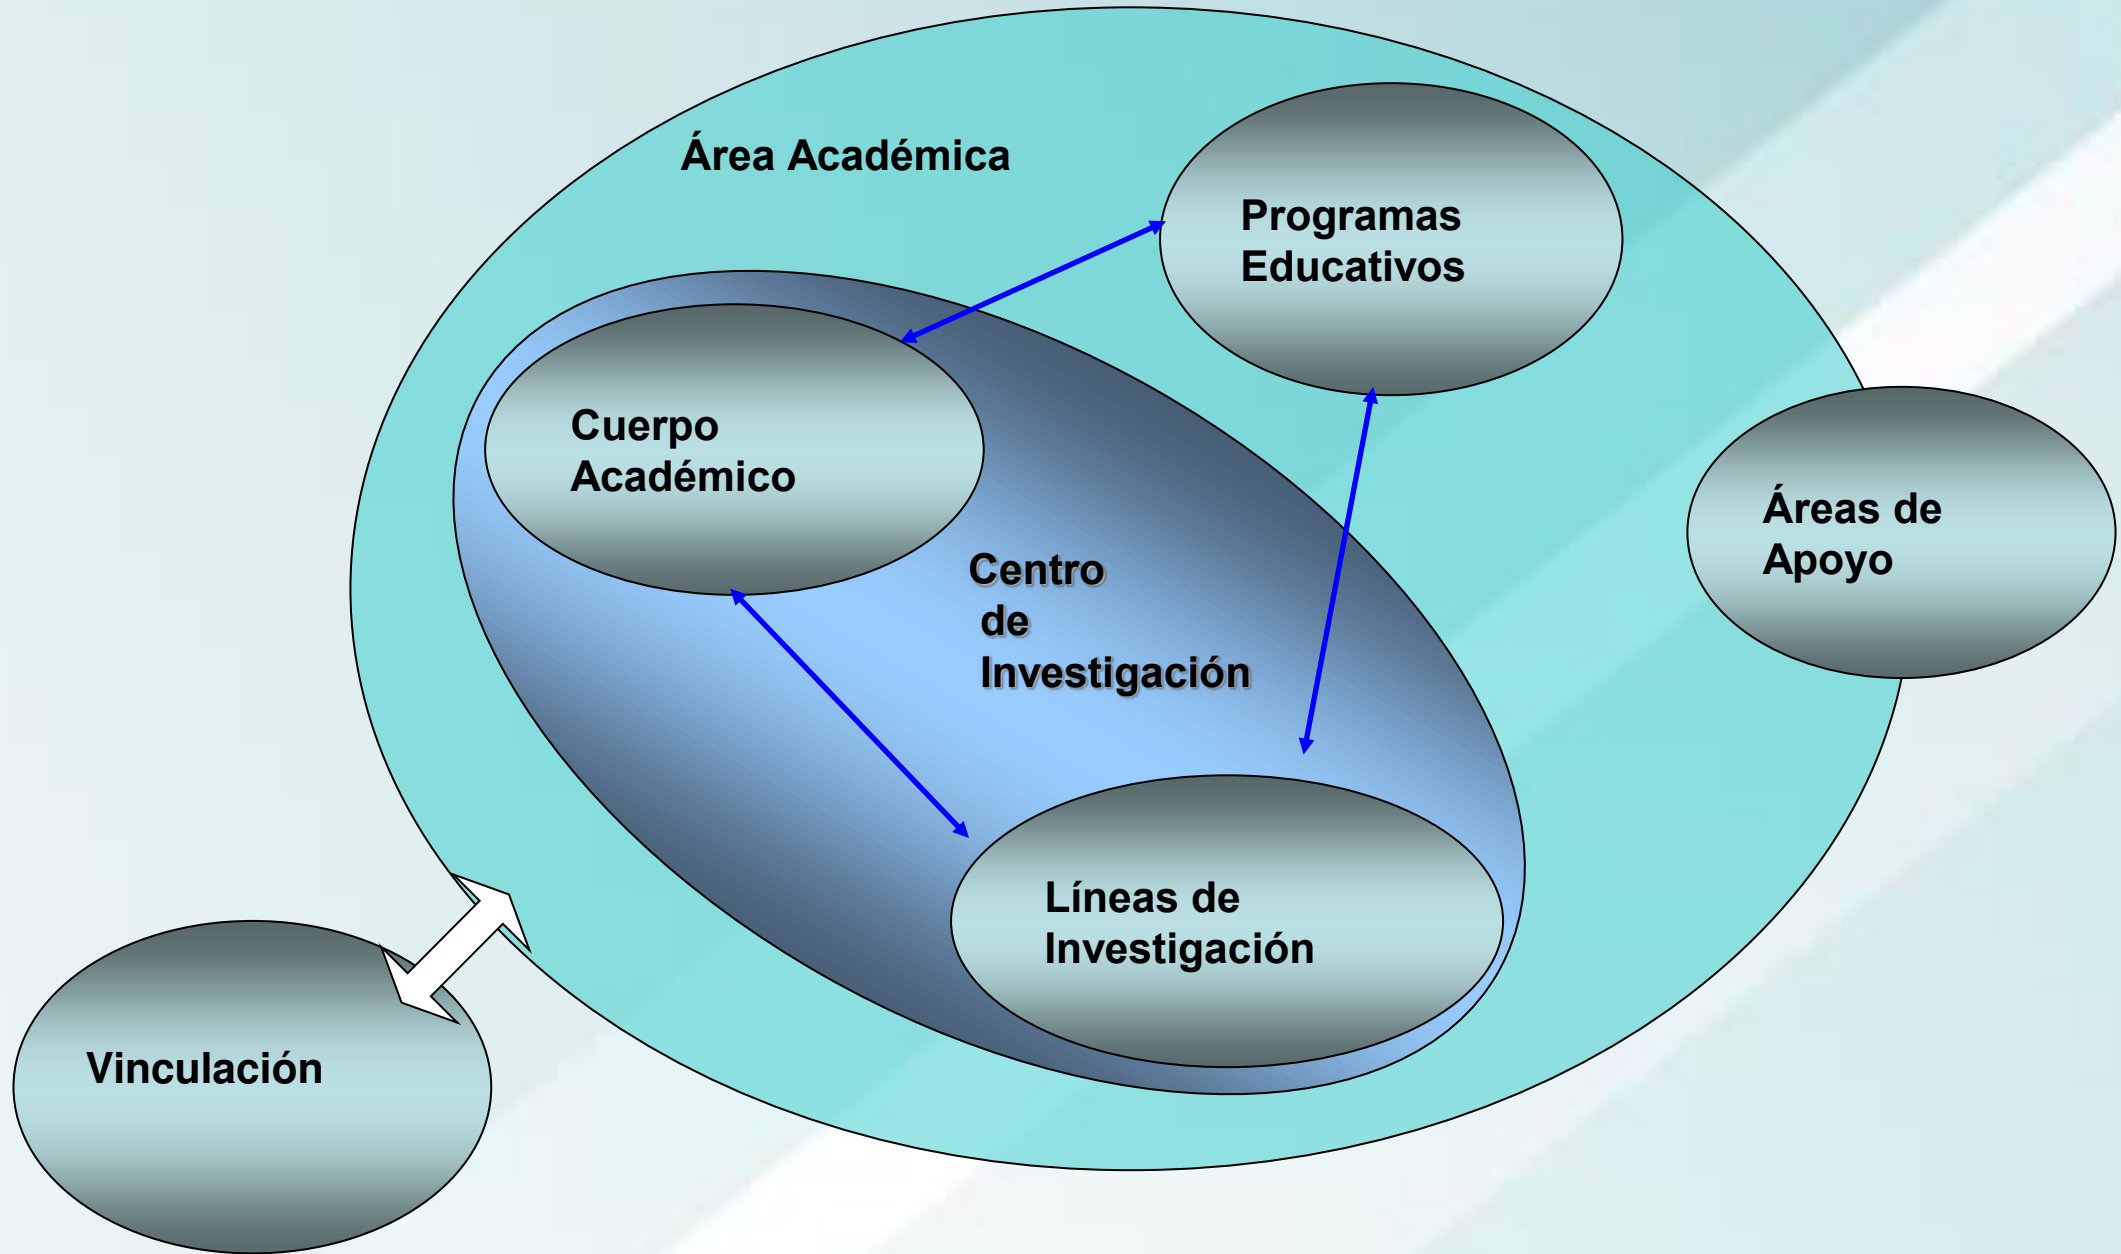 Área Académica
Programas
Educativos
Cuerpo
Académico
Centro
de
Investigación
Áreas de
Apoyo
Líneas de
Investigación
Vinculación